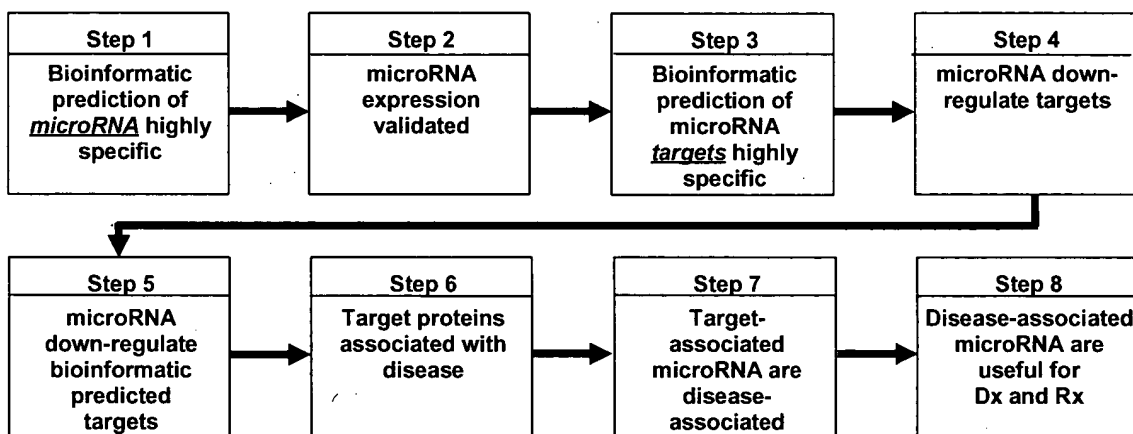 Step 1
Bioinformatic
prediction of
microRNA highly
specific
Step 2
microRNA
expression
validated
Step 3
Bioinformatic
prediction of
microRNA
targets highly
specific
Step 4
microRNA down-
regulate targets
Step 5
microRNA
down-regulate
bioinformatic
predicted
targets
Step 6
Target proteins
associated with
disease
Step 7
Target-
associated
microRNA are
disease-
associated
Step 8
Disease-associated
microRNA are
useful for
Dx and Rx